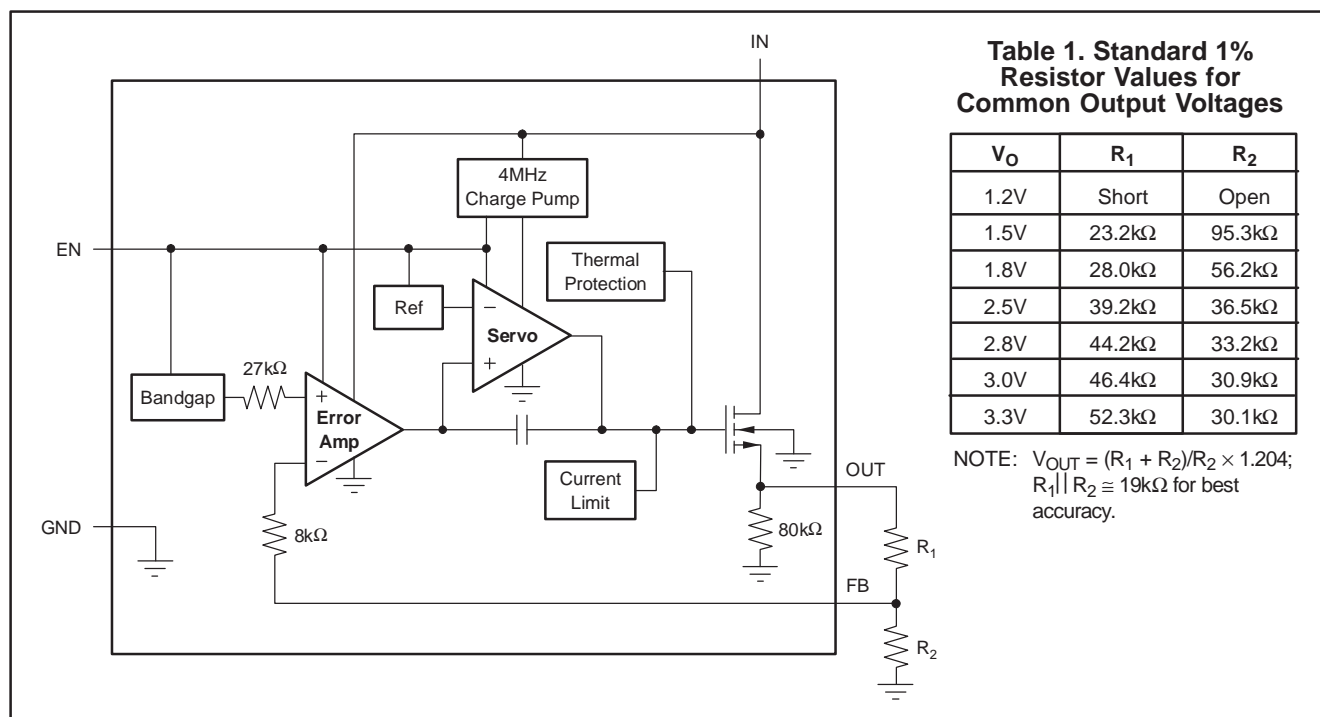 IN
4MHz
Charge Pump
EN
Thermal
Protection
Ref
−
Servo
+
27kΩ
Bandgap
+
Error
Amp
−
Current
Limit
OUT
GND
8kΩ
80kΩ
R1
FB
R2
Table 1. Standard 1%
Resistor Values for
Common Output Voltages
VO R1 R2
1.2V Short Open
1.5V 23.2kΩ 95.3kΩ
1.8V 28.0kΩ 56.2kΩ
2.5V 39.2kΩ 36.5kΩ
2.8V 44.2kΩ 33.2kΩ
3.0V 46.4kΩ 30.9kΩ
3.3V 52.3kΩ 30.1kΩ
NOTE: VOUT = (R1 + R2)/R2 × 1.204;
R1|| R2 ≅ 19kΩ for best
accuracy.